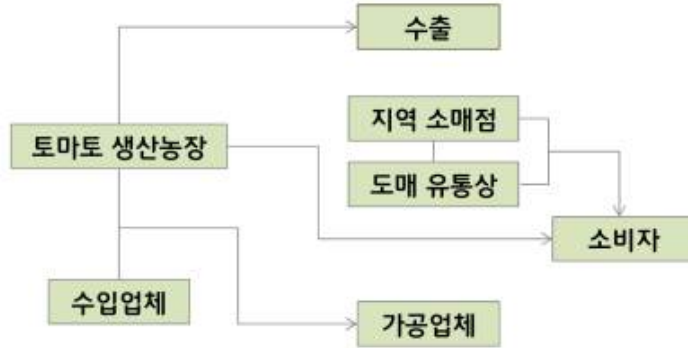 수출
지역 소매점
토마토 생산농장
도매 유통상
소비자
수입업체
가공업체